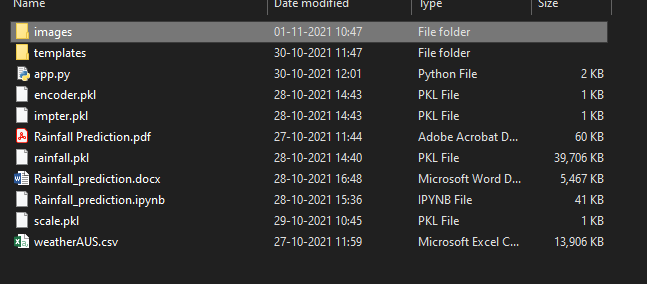 Name Date modified Type Size
images 01-11-2021 10:47 File folder
templates 30-10-2021 11:47 File folder
app.py 30-10-2021 12:01 Python File 2 KB
encoder.pkl 28-10-2021 14:43 PKL File 1 KB
impter.pkl 28-10-2021 14:43 PKL File 1 KB
Rainfall Prediction.pdf 27-10-2021 11:44 Adobe Acrobat D... 60 KB
rainfall.pkl 28-10-2021 14:40 PKL File 39,706 KB
Rainfall_prediction.docx 28-10-2021 16:48 Microsoft Word D... 5,467 KB
Rainfall_prediction.ipynb 28-10-2021 15:36 IPYNB File 41 KB
scale.pkl 29-10-2021 10:45 PKL File 1 KB
weatherAUS.csv 27-10-2021 11:59 Microsoft Excel C... 13,906 KB